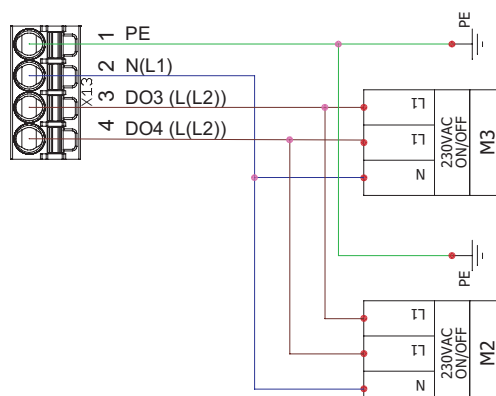 PE
1 PE
2 N(L1)
X13
3 DO3 (L(L2))
4 DO4 (L(L2))
L1
L1
N
230VAC
ON/OFF
M3
PE
L1
L1
N
230VAC
ON/OFF
M2